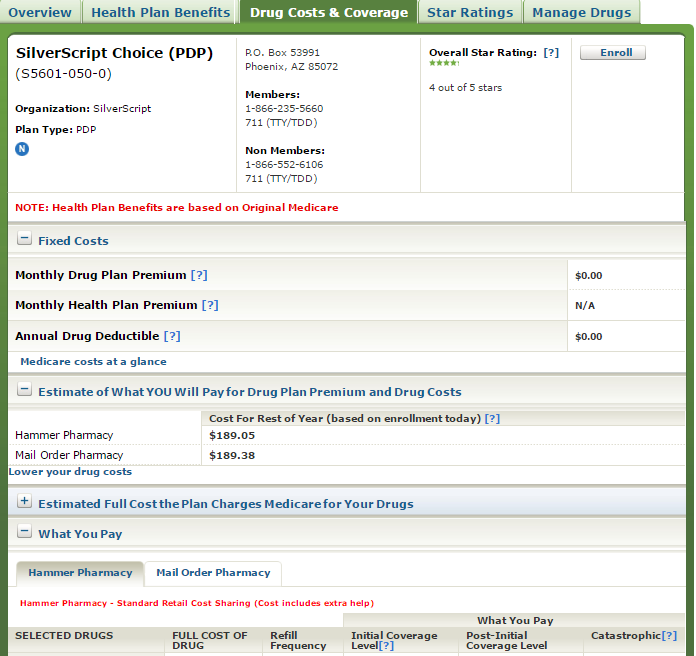 Overview
Health Plan Benefits
Drug Costs & Coverage
Star Ratings
Manage Drugs
SilverScript Choice (PDP)
(S5601-050-0)
Organization: SilverScript
Plan Type: PDP
N
P.O. Box 53991
Phoenix, AZ 85072
Members:
1-866-235-5660
711 (TTY/TDD)
Non Members:
1-866-552-6106
711 (TTY/TDD)
Overall Star Rating: [?]
4 out of 5 stars
Enroll
NOTE: Health Plan Benefits are based on Original Medicare
Fixed Costs
Monthly Drug Plan Premium [?]
$0.00
Monthly Health Plan Premium [?]
N/A
Annual Drug Deductible [?]
$0.00
Medicare costs at a glance
Estimate of What YOU Will Pay for Drug Plan Premium and Drug Costs
Cost For Rest of Year (based on enrollment today) [?]
Hammer Pharmacy
$189.05
Mail Order Pharmacy
$189.38
Lower your drug costs
Estimated Full Cost the Plan Charges Medicare for Your Drugs
What You Pay
Hammer Pharmacy
Mail Order Pharmacy
Hammer Pharmacy - Standard Retail Cost Sharing (Cost includes extra help)
What You Pay
SELECTED DRUGS
FULL COST OF
DRUG
Refill
Frequency
Initial Coverage
Level[?]
Post-Initial
Coverage Level
Catastrophic[?]